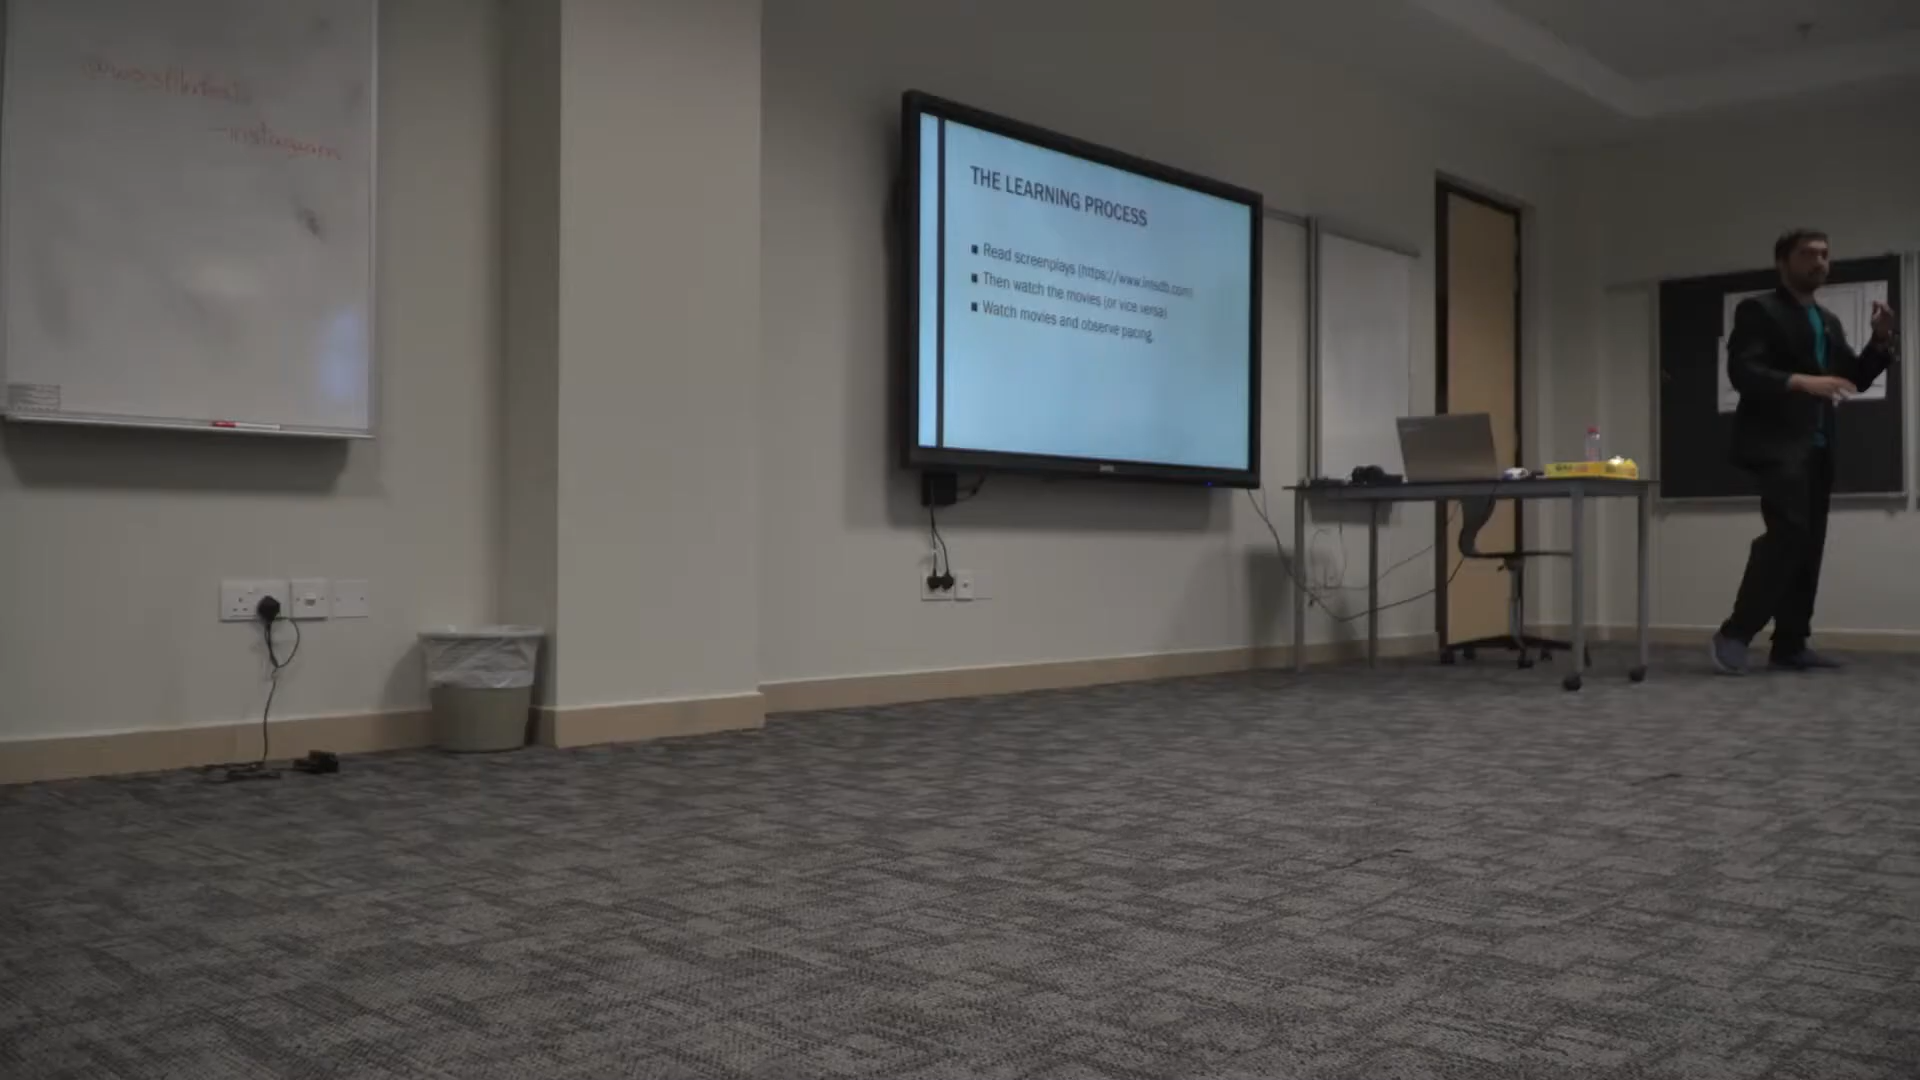 instagram
THE LEARNING PROCESS
■ Read screenplays (https://www.imsdb.com)
■ Then watch the movies (or vice versa)
■ Watch movies and observe pacing.